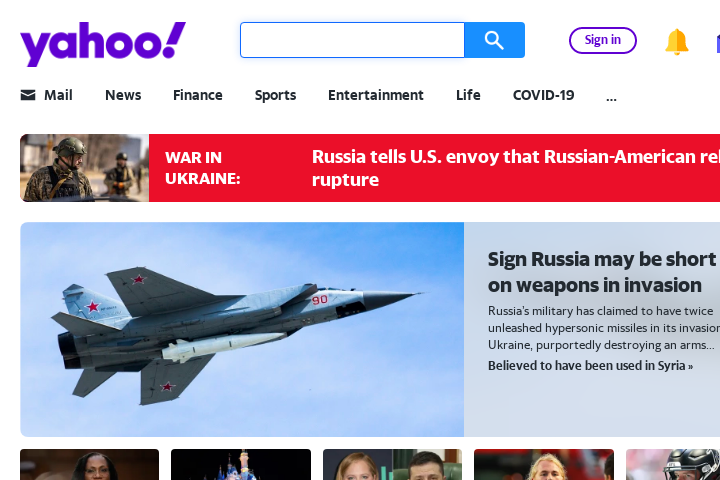 yahoo!
Sign in
Mail
News
Finance
Sports
Entertainment
Life
COVID-19
...
WAR IN
UKRAINE:
Russia tells U.S. envoy that Russian-American
rupture
90
Sign Russia may be short
on weapons in invasion
Russia's military has claimed to have twice
unleashed hypersonic missiles in its invasion
Ukraine, purportedly destroying an arms...
Believed to have been used in Syria »